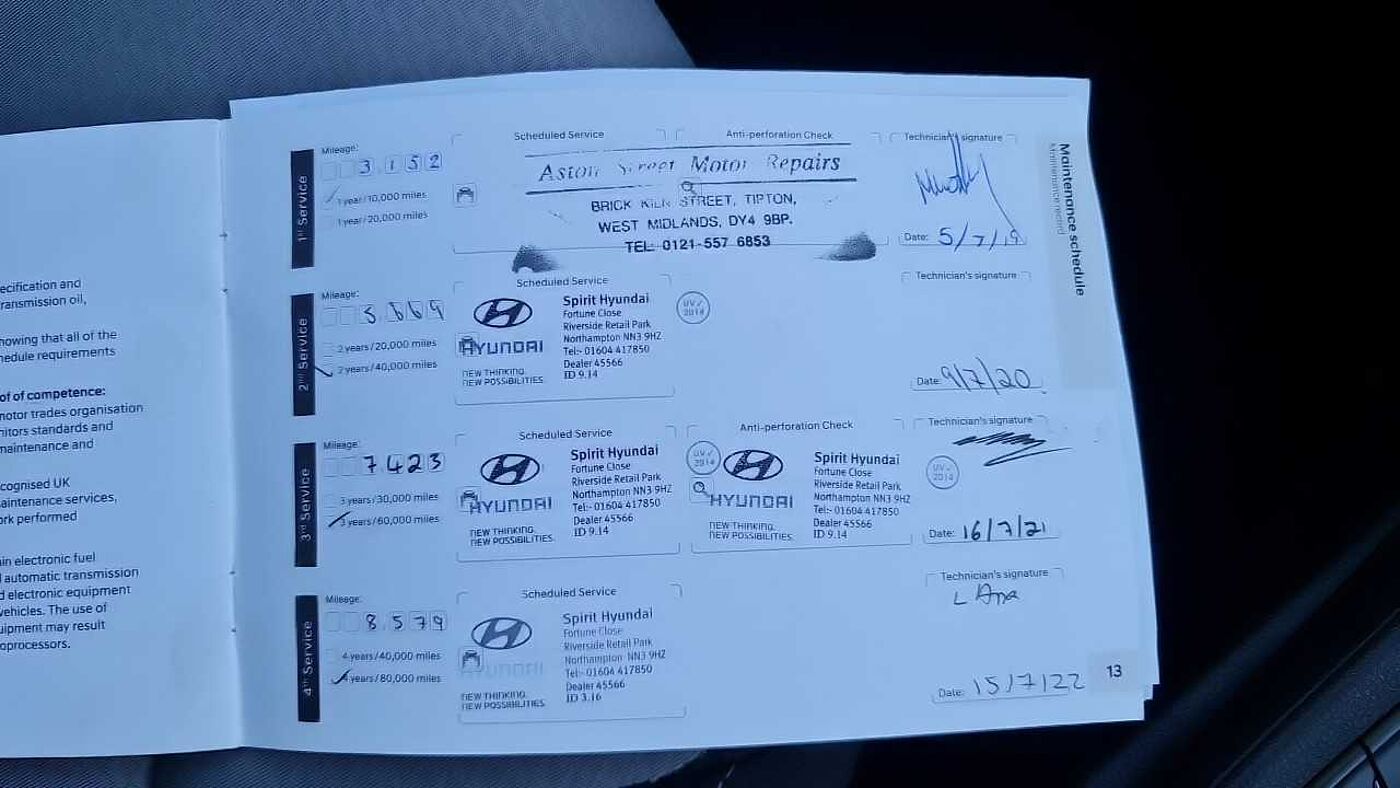 ecification and
ransmission oil,
howing that all of the
hedule requirements
of of competence:
motor trades organisation
nitors standards and
maintenance and
cognised UK
aintenance services,
ork performed
in electronic fuel
automatic transmission
d electronic equipment
vehicles. The use of
uipment may result
oprocessors.
Maintenance schedule
Maintenance record
1st Service
Mileage:
3152
1 year/10,000 miles
1 year/20,000 miles
Scheduled Service
Anti-perforation Check
Aston Street Motor Repairs
BRICK KILN STREET, TIPTON,
WEST MIDLANDS, DY4 9BP.
TEL: 0121-557 6853
Technician's signature
Date: 5/7/19
2nd Service
Mileage:
5,669
2 years/20,000 miles
2 years/40,000 miles
Scheduled Service
HYUNDAI
NEW THINKING.
NEW POSSIBILITIES.
Spirit Hyundai
Fortune Close
Riverside Retail Park
Northampton NN3 9HZ
Tel:- 01604 417850
Dealer 45566
ID 9.14
UV✓
2014
Technician's signature
Date: 9/7/20
3rd Service
Mileage:
7423
3 years/30,000 miles
3 years/60,000 miles
Scheduled Service
HYUNDAI
NEW THINKING.
NEW POSSIBILITIES.
Spirit Hyundai
Fortune Close
Riverside Retail Park
Northampton NN3 9HZ
Tel:- 01604 417850
Dealer 45566
ID 9.14
UV✓
2014
Anti-perforation Check
HYUNDAI
NEW THINKING.
NEW POSSIBILITIES.
Spirit Hyundai
Fortune Close
Riverside Retail Park
Northampton NN3 9HZ
Tel:- 01604 417850
Dealer 45566
ID 9.14
UV✓
2014
Technician's signature
Date: 16/7/21
4th Service
Mileage:
8579
4 years/40,000 miles
4 years/80,000 miles
Scheduled Service
HYUNDAI
NEW THINKING.
NEW POSSIBILITIES.
Spirit Hyundai
Fortune Close
Riverside Retail Park
Northampton NN3 9HZ
Tel:- 01604 417850
Dealer 45566
ID 3.16
Technician's signature
L
Date: 15/7/22
13